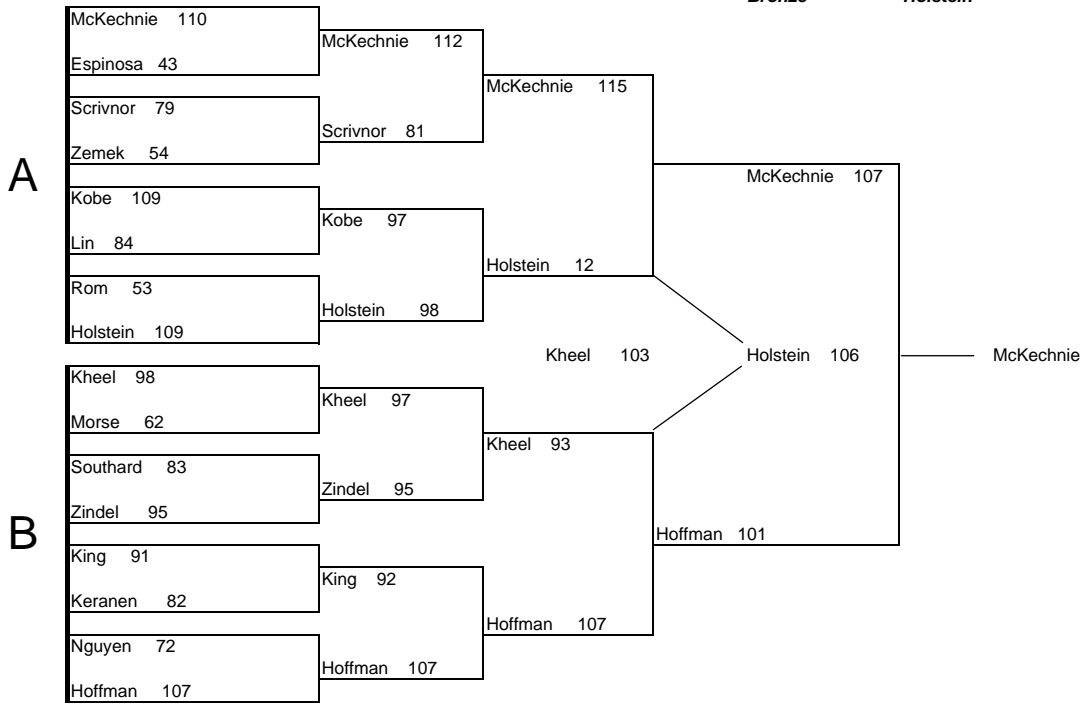 Bronze Holstein
McKechnie 110
McKechnie 112
Espinosa 43
McKechnie 115
Scrivnor 79
Scrivnor 81
Zemek 54
A
McKechnie 107
Kobe 109
Kobe 97
Lin 84
Holstein 12
Rom 53
Holstein 98
Holstein 109
Kheel 103
Holstein 106
McKechnie
Kheel 98
Kheel 97
Morse 62
Kheel 93
Southard 83
Zindel 95
Zindel 95
B
Hoffman 101
King 91
King 92
Keranen 82
Hoffman 107
Nguyen 72
Hoffman 107
Hoffman 107